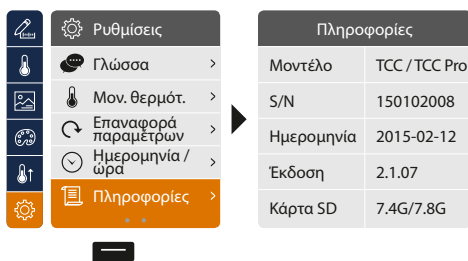 Ρυθμίσεις
Γλώσσα
Μον. θερμότ.
Επαναφορά
παραμέτρων
Ημερομηνία /
ώρα
Πληροφορίες
Πληροφορίες
Μοντέλο TCC / TCC Pro
S/N 150102008
Ημερομηνία 2015-02-12
Έκδοση 2.1.07
Κάρτα SD 7.4G/7.8G